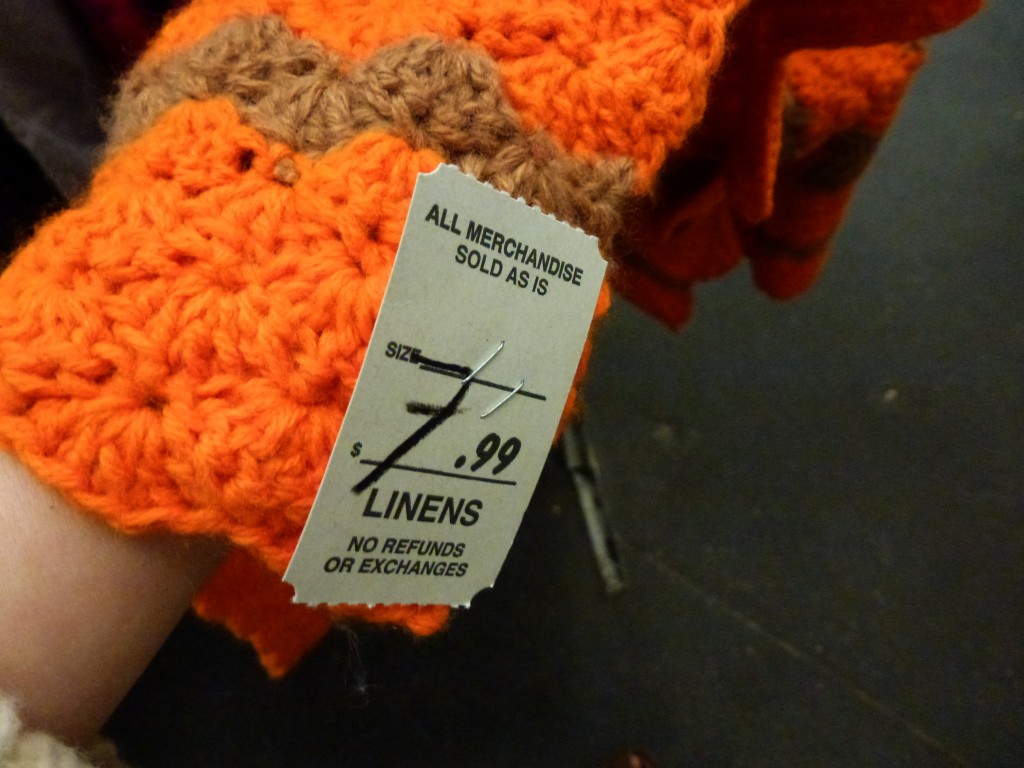 ALL MERCHANDISE
SOLD AS IS
SIZE
$ 7.99
LINENS
NO REFUNDS
OR EXCHANGES